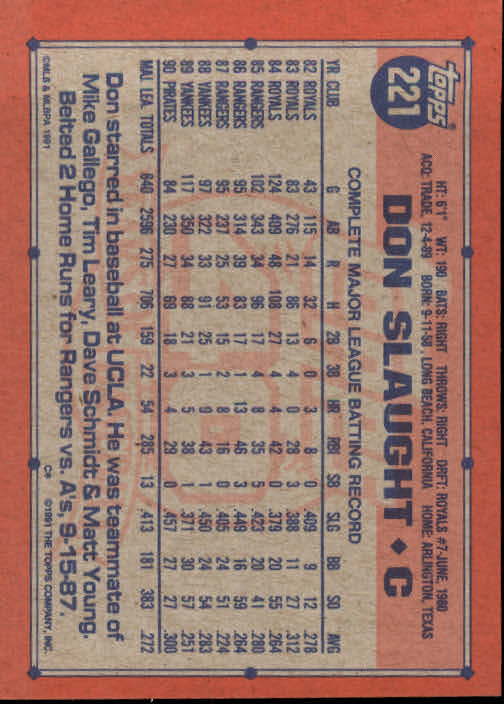 topps
221
HT: 6'1" WT: 190 BATS: RIGHT THROWS: RIGHT DRAFT: ROYALS #7-JUNE, 1980
ACQ: TRADE, 12-4-89 BORN: 9-11-58, LONG BEACH, CALIFORNIA HOME: ARLINGTON, TEXAS
DON SLAUGHT ◆ C
COMPLETE MAJOR LEAGUE BATTING RECORD
YR CLUB G AB R H 2B 3B HR RBI SB SLG BB SO AVG
82 ROYALS 43 115 14 32 6 0 3 8 0 .409 9 12 .278
83 ROYALS 83 276 21 86 13 4 0 28 3 .388 11 27 .312
84 ROYALS 124 409 48 108 27 4 4 42 0 .379 20 55 .264
85 RANGERS 102 343 34 96 17 4 8 35 5 .423 20 41 .280
86 RANGERS 95 314 39 83 17 1 13 46 3 .449 16 59 .264
87 RANGERS 95 237 25 53 15 2 8 16 0 .405 24 51 .224
88 YANKEES 97 322 33 91 25 1 9 43 1 .450 24 54 .283
89 YANKEES 117 350 34 88 21 3 5 38 1 .371 30 57 .251
90 PIRATES 84 230 27 69 18 3 4 29 0 .457 27 27 .300
MAJ. LEA. TOTALS 840 2596 275 706 159 22 54 285 13 .413 181 383 .272
Don starred in baseball at UCLA. He was teammate of
Mike Gallego, Tim Leary, Dave Schmidt & Matt Young.
Belted 2 Home Runs for Rangers vs. A's, 9-15-87.
©MLB & MLBPA 1991 C* ©1991 THE TOPPS COMPANY, INC.